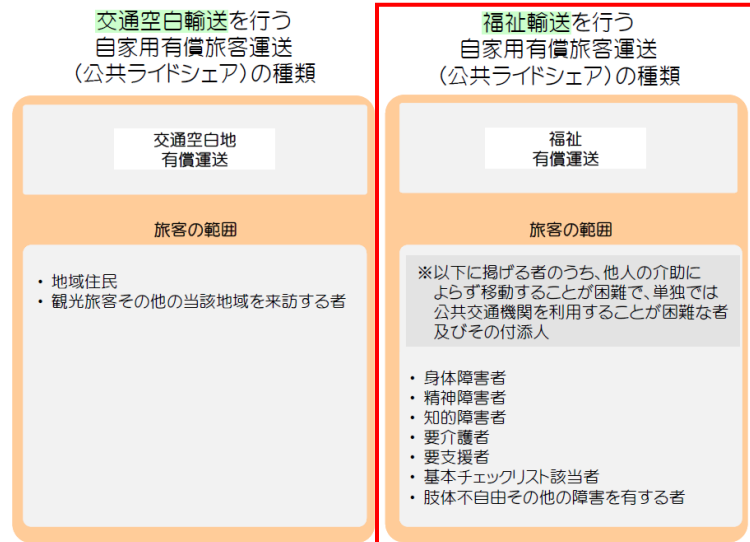 交通空白輸送を行う
自家用有償旅客運送
(公共ライドシェア)の種類
交通空白地
有償運送
旅客の範囲
・ 地域住民
・ 観光旅客その他の当該地域を来訪する者
福祉輸送を行う
自家用有償旅客運送
(公共ライドシェア)の種類
福祉
有償運送
旅客の範囲
※以下に掲げる者のうち、他人の介助に
よらず移動することが困難で、単独では
公共交通機関を利用することが困難な者
及びその付添人
・ 身体障害者
・ 精神障害者
・ 知的障害者
・ 要介護者
・ 要支援者
・ 基本チェックリスト該当者
・ 肢体不自由その他の障害を有する者